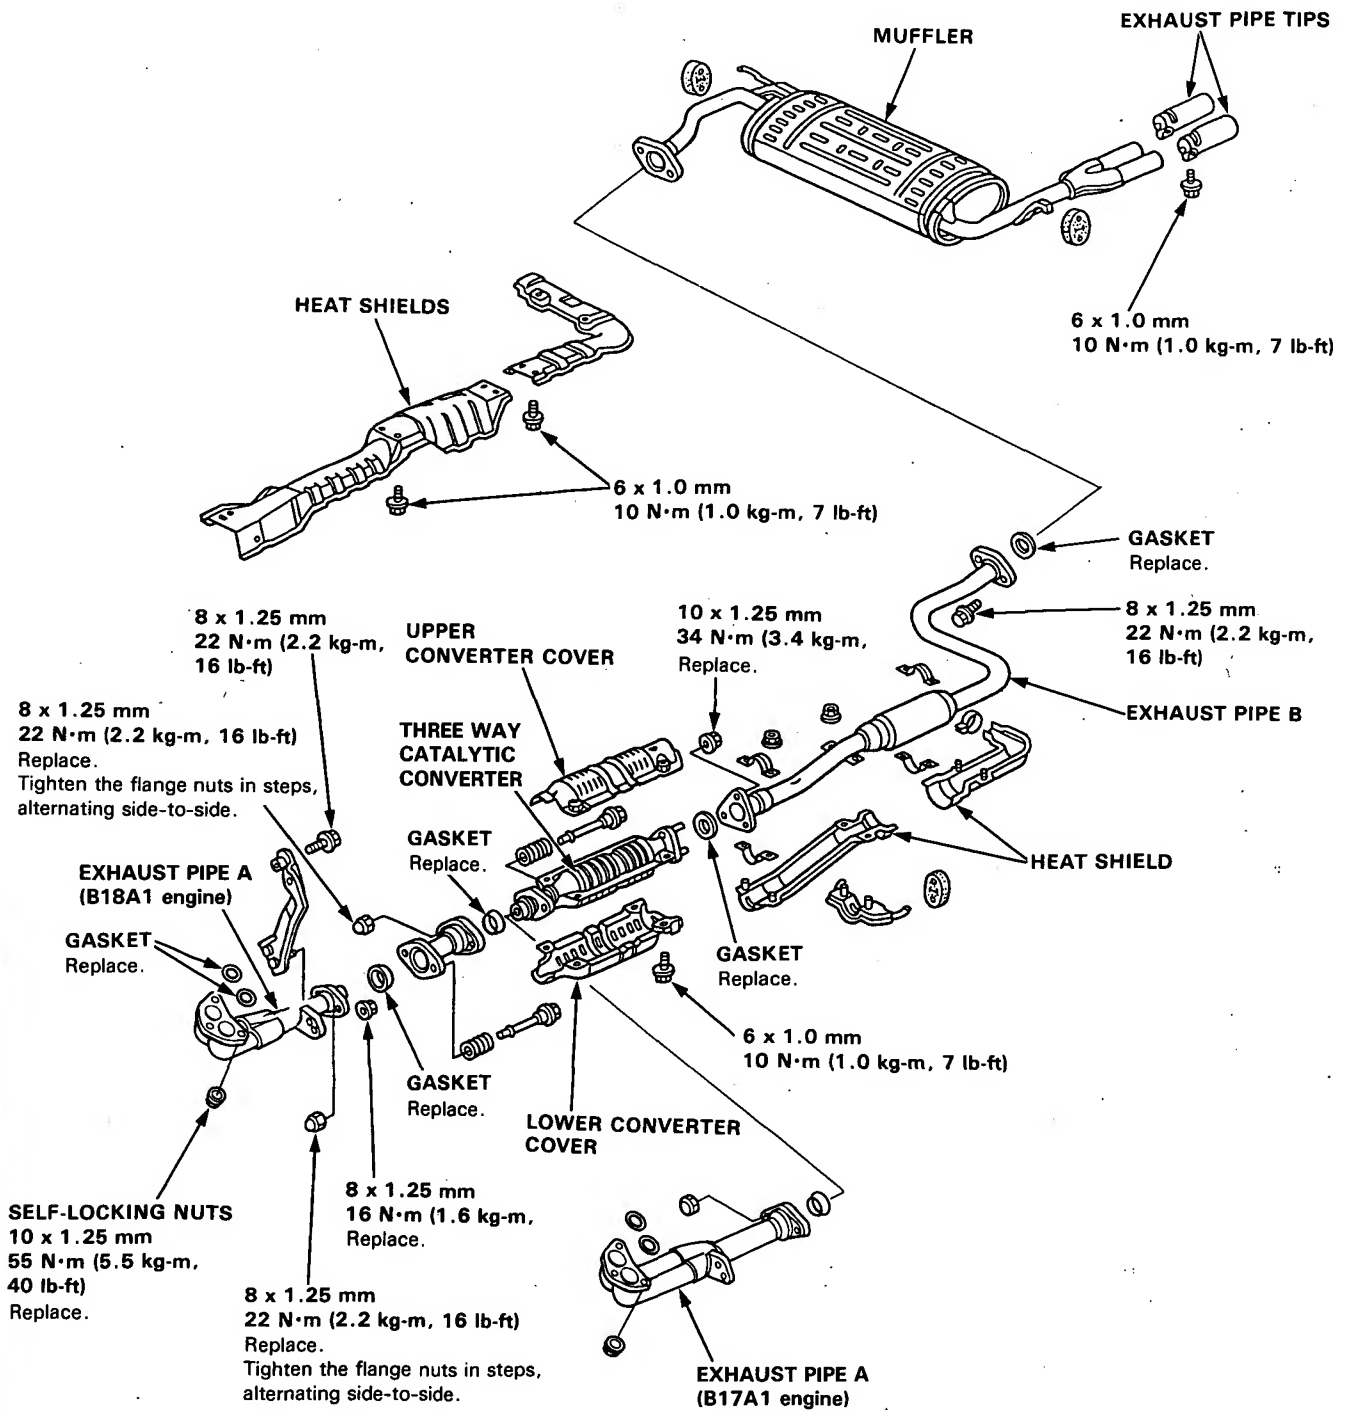 EXHAUST PIPE TIPS
MUFFLER
6 x 1.0 mm
10 N·m (1.0 kg-m, 7 lb-ft)
HEAT SHIELDS
6 x 1.0 mm
10 N·m (1.0 kg-m, 7 lb-ft)
GASKET
Replace.
8 x 1.25 mm
22 N·m (2.2 kg-m,
16 lb-ft)
EXHAUST PIPE B
10 x 1.25 mm
34 N·m (3.4 kg-m,
Replace.
8 x 1.25 mm
22 N·m (2.2 kg-m,
16 lb-ft)
UPPER
CONVERTER COVER
8 x 1.25 mm
22 N·m (2.2 kg-m, 16 lb-ft)
Replace.
Tighten the flange nuts in steps,
alternating side-to-side.
THREE WAY
CATALYTIC
CONVERTER
GASKET
Replace.
EXHAUST PIPE A
(B18A1 engine)
GASKET
Replace.
HEAT SHIELD
GASKET
Replace.
6 x 1.0 mm
10 N·m (1.0 kg-m, 7 lb-ft)
GASKET
Replace.
LOWER CONVERTER
COVER
8 x 1.25 mm
16 N·m (1.6 kg-m,
Replace.
SELF-LOCKING NUTS
10 x 1.25 mm
55 N·m (5.5 kg-m,
40 lb-ft)
Replace.
8 x 1.25 mm
22 N·m (2.2 kg-m, 16 lb-ft)
Replace.
Tighten the flange nuts in steps,
alternating side-to-side.
EXHAUST PIPE A
(B17A1 engine)